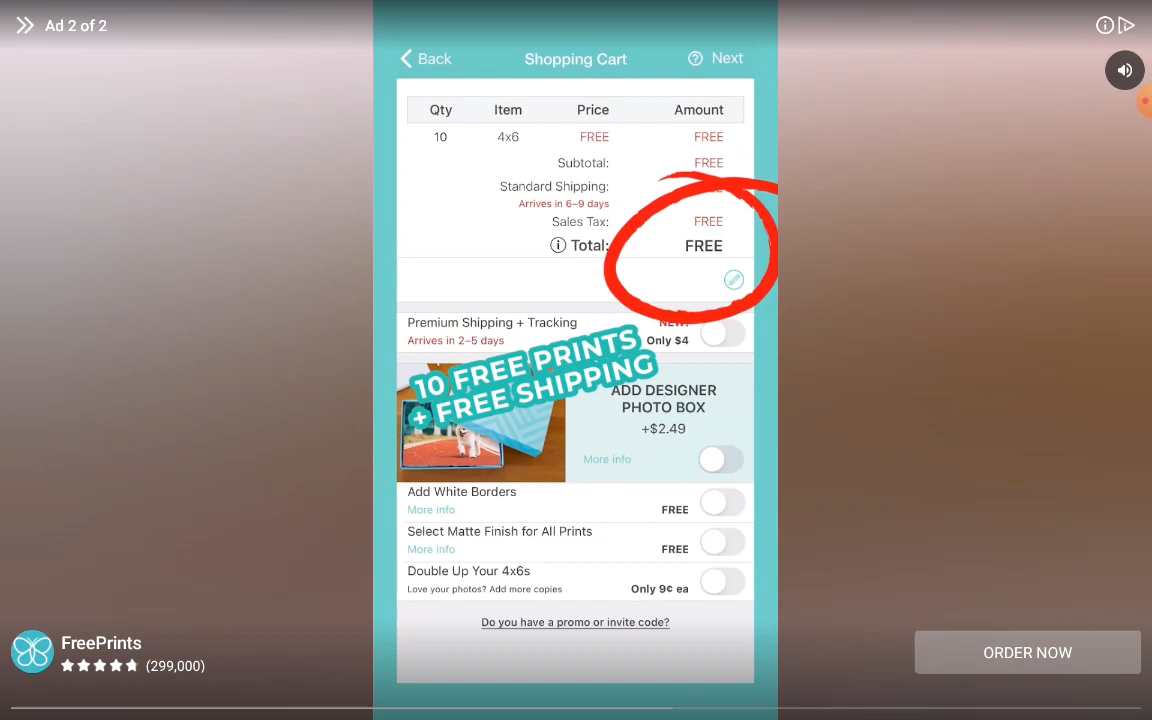 Ad 2 of 2
Back
Shopping Cart
Next
Qty Item Price Amount
10 4x6 FREE FREE
Subtotal: FREE
Standard Shipping:
Arrives in 6–9 days
Sales Tax: FREE
Total: FREE
Premium Shipping + Tracking
NEW!
Arrives in 2–5 days
Only $4
10 FREE PRINTS
+ FREE SHIPPING
ADD DESIGNER
PHOTO BOX
+$2.49
More info
Add White Borders
More info
FREE
Select Matte Finish for All Prints
More info
FREE
Double Up Your 4x6s
Love your photos? Add more copies
Only 9¢ ea
Do you have a promo or invite code?
FreePrints
(299,000)
ORDER NOW